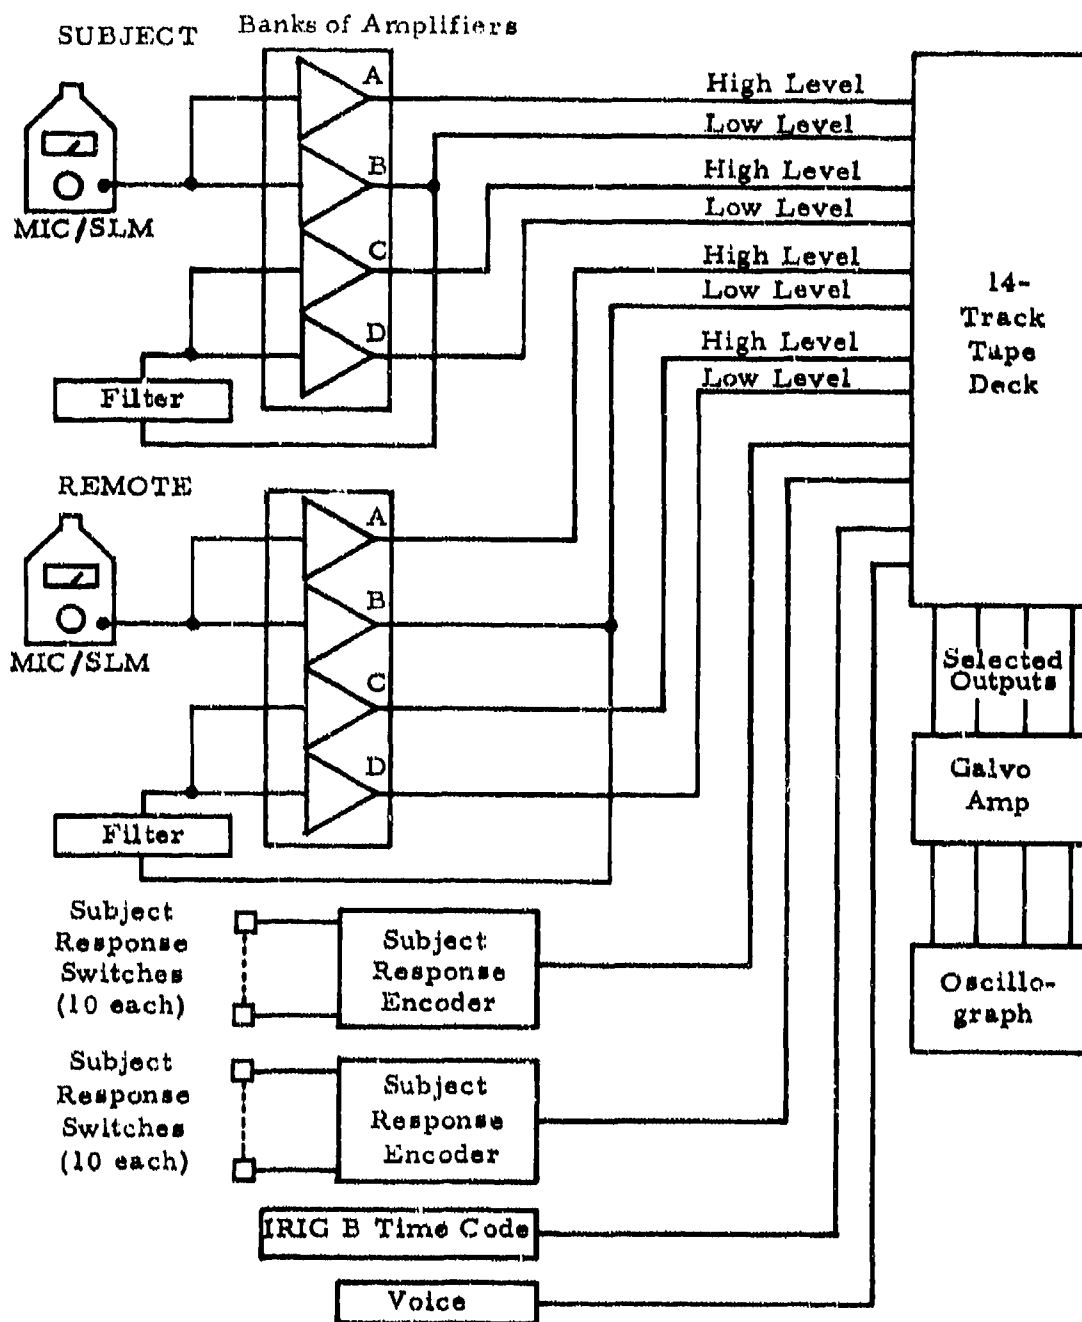 SUBJECT
Banks of Amplifiers
A
B
C
D
MIC/SLM
Filter
High Level
Low Level
High Level
Low Level
High Level
Low Level
High Level
Low Level
14-
Track
Tape
Deck
REMOTE
A
B
C
D
MIC/SLM
Filter
Selected
Outputs
Galvo
Amp
Oscillo-
graph
Subject
Response
Switches
(10 each)
Subject
Response
Encoder
Subject
Response
Switches
(10 each)
Subject
Response
Encoder
IRIG B Time Code
Voice